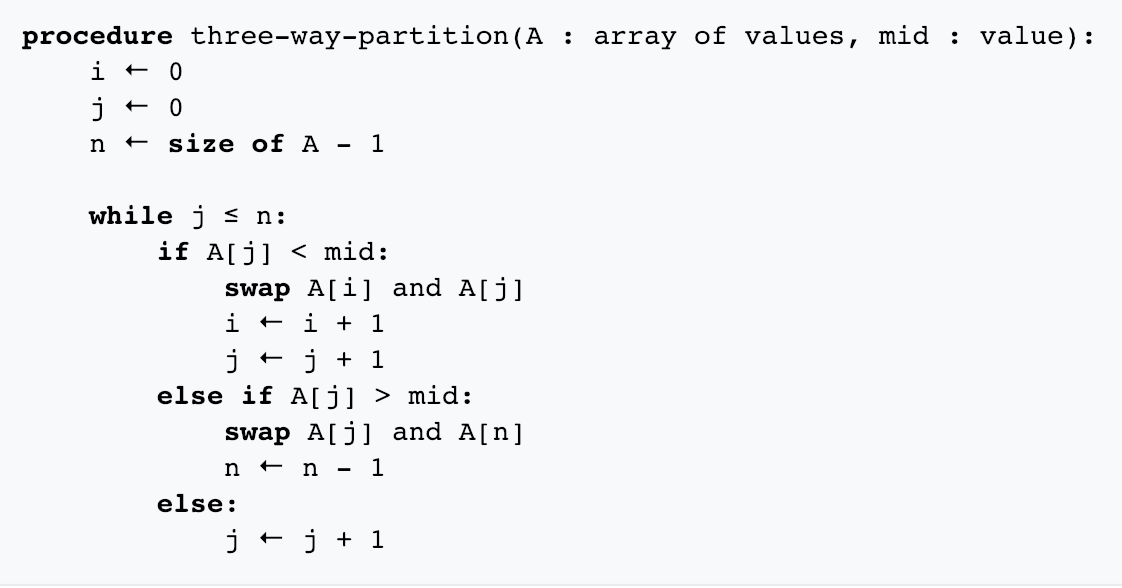 procedure three-way-partition(A : array of values, mid : value):
i ← 0
j ← 0
n ← size of A - 1
while j ≤ n:
if A[j] < mid:
swap A[i] and A[j]
i ← i + 1
j ← j + 1
else if A[j] > mid:
swap A[j] and A[n]
n ← n - 1
else:
j ← j + 1